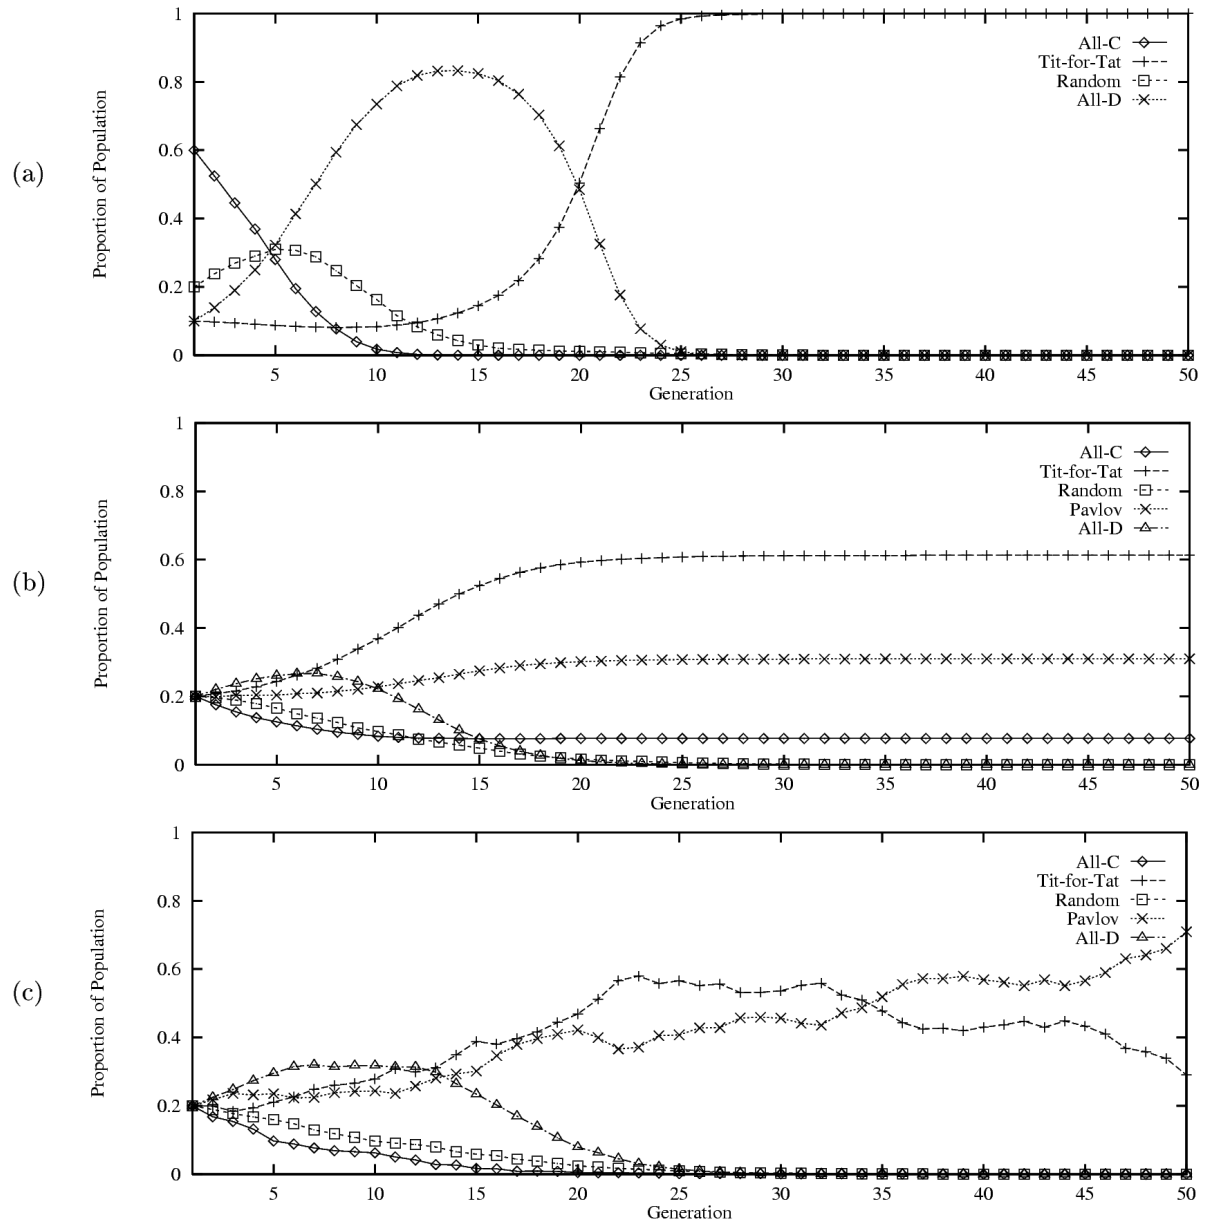 (a)
Proportion of Population
1
0.8
0.6
0.4
0.2
0
All-C
Tit-for-Tat
Random
All-D
5 10 15 20 25 30 35 40 45 50
Generation
(b)
Proportion of Population
1
0.8
0.6
0.4
0.2
0
All-C
Tit-for-Tat
Random
Pavlov
All-D
5 10 15 20 25 30 35 40 45 50
Generation
(c)
Proportion of Population
1
0.8
0.6
0.4
0.2
0
All-C
Tit-for-Tat
Random
Pavlov
All-D
5 10 15 20 25 30 35 40 45 50
Generation